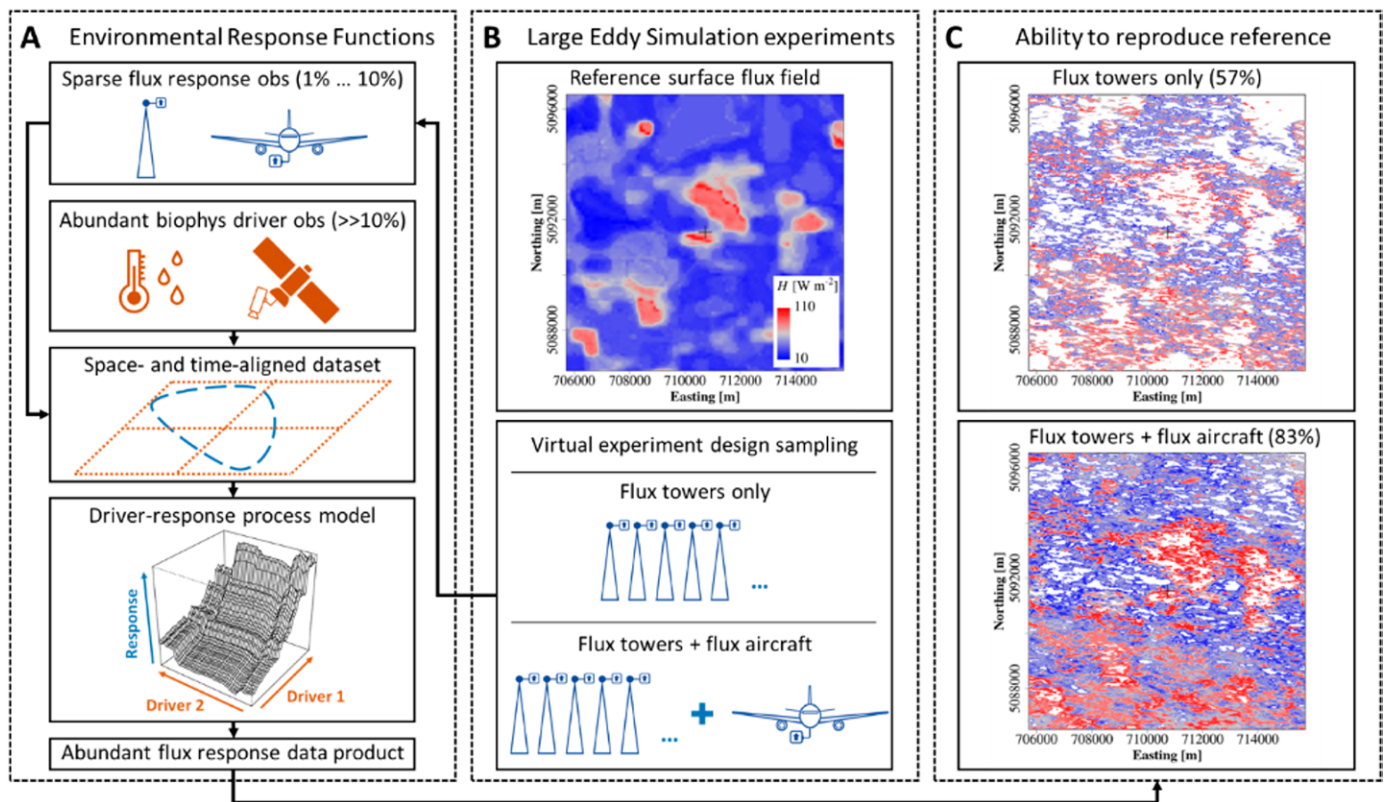 A Environmental Response Functions
Sparse flux response obs (1% ... 10%)
Abundant biophys driver obs (>>10%)
Space- and time-aligned dataset
Driver-response process model
Response
Driver 2
Driver 1
Abundant flux response data product
B Large Eddy Simulation experiments
Reference surface flux field
Northing [m]
5096000
5092000
5088000
H [W m-2]
110
10
706000 708000 710000 712000 714000
Easting [m]
Virtual experiment design sampling
Flux towers only
...
Flux towers + flux aircraft
...
+
C Ability to reproduce reference
Flux towers only (57%)
Northing [m]
5096000
5092000
5088000
706000 708000 710000 712000 714000
Easting [m]
Flux towers + flux aircraft (83%)
Northing [m]
5096000
5092000
5088000
706000 708000 710000 712000 714000
Easting [m]